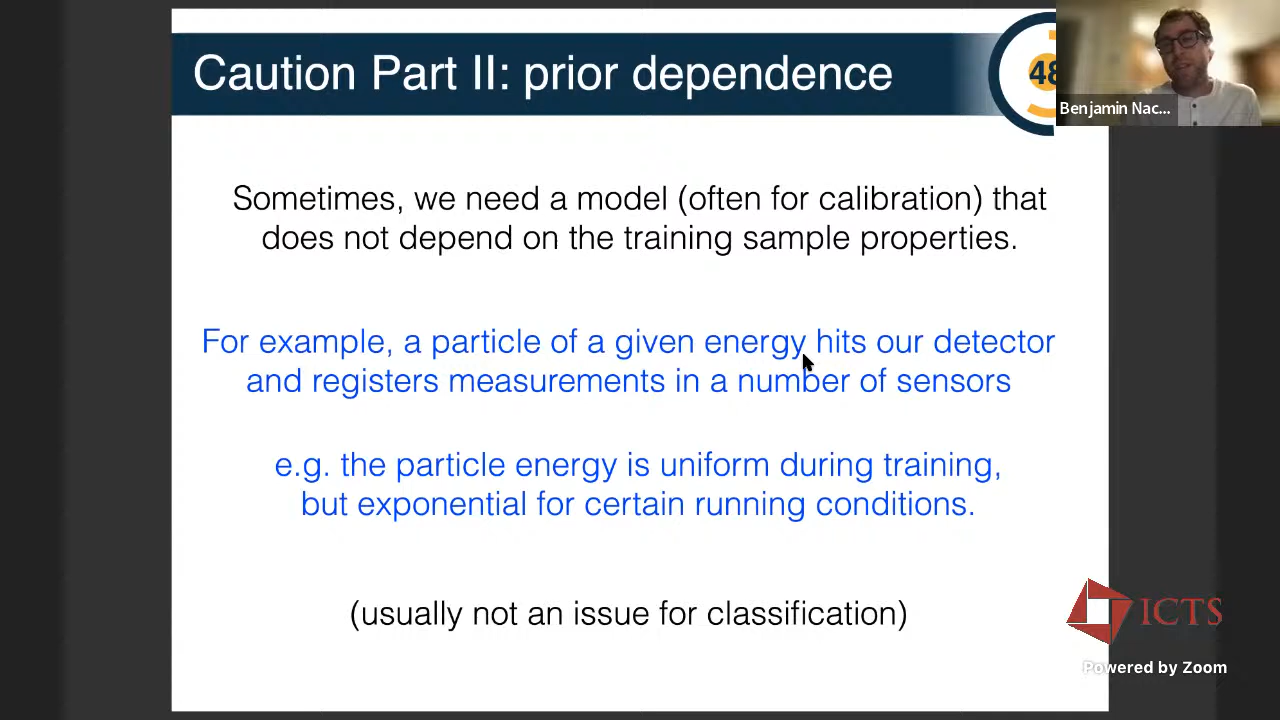 Caution Part II: prior dependence
48
Benjamin Nac...
Sometimes, we need a model (often for calibration) that
does not depend on the training sample properties.
For example, a particle of a given energy hits our detector
and registers measurements in a number of sensors
e.g. the particle energy is uniform during training,
but exponential for certain running conditions.
(usually not an issue for classification)
ICTS
Powered by Zoom